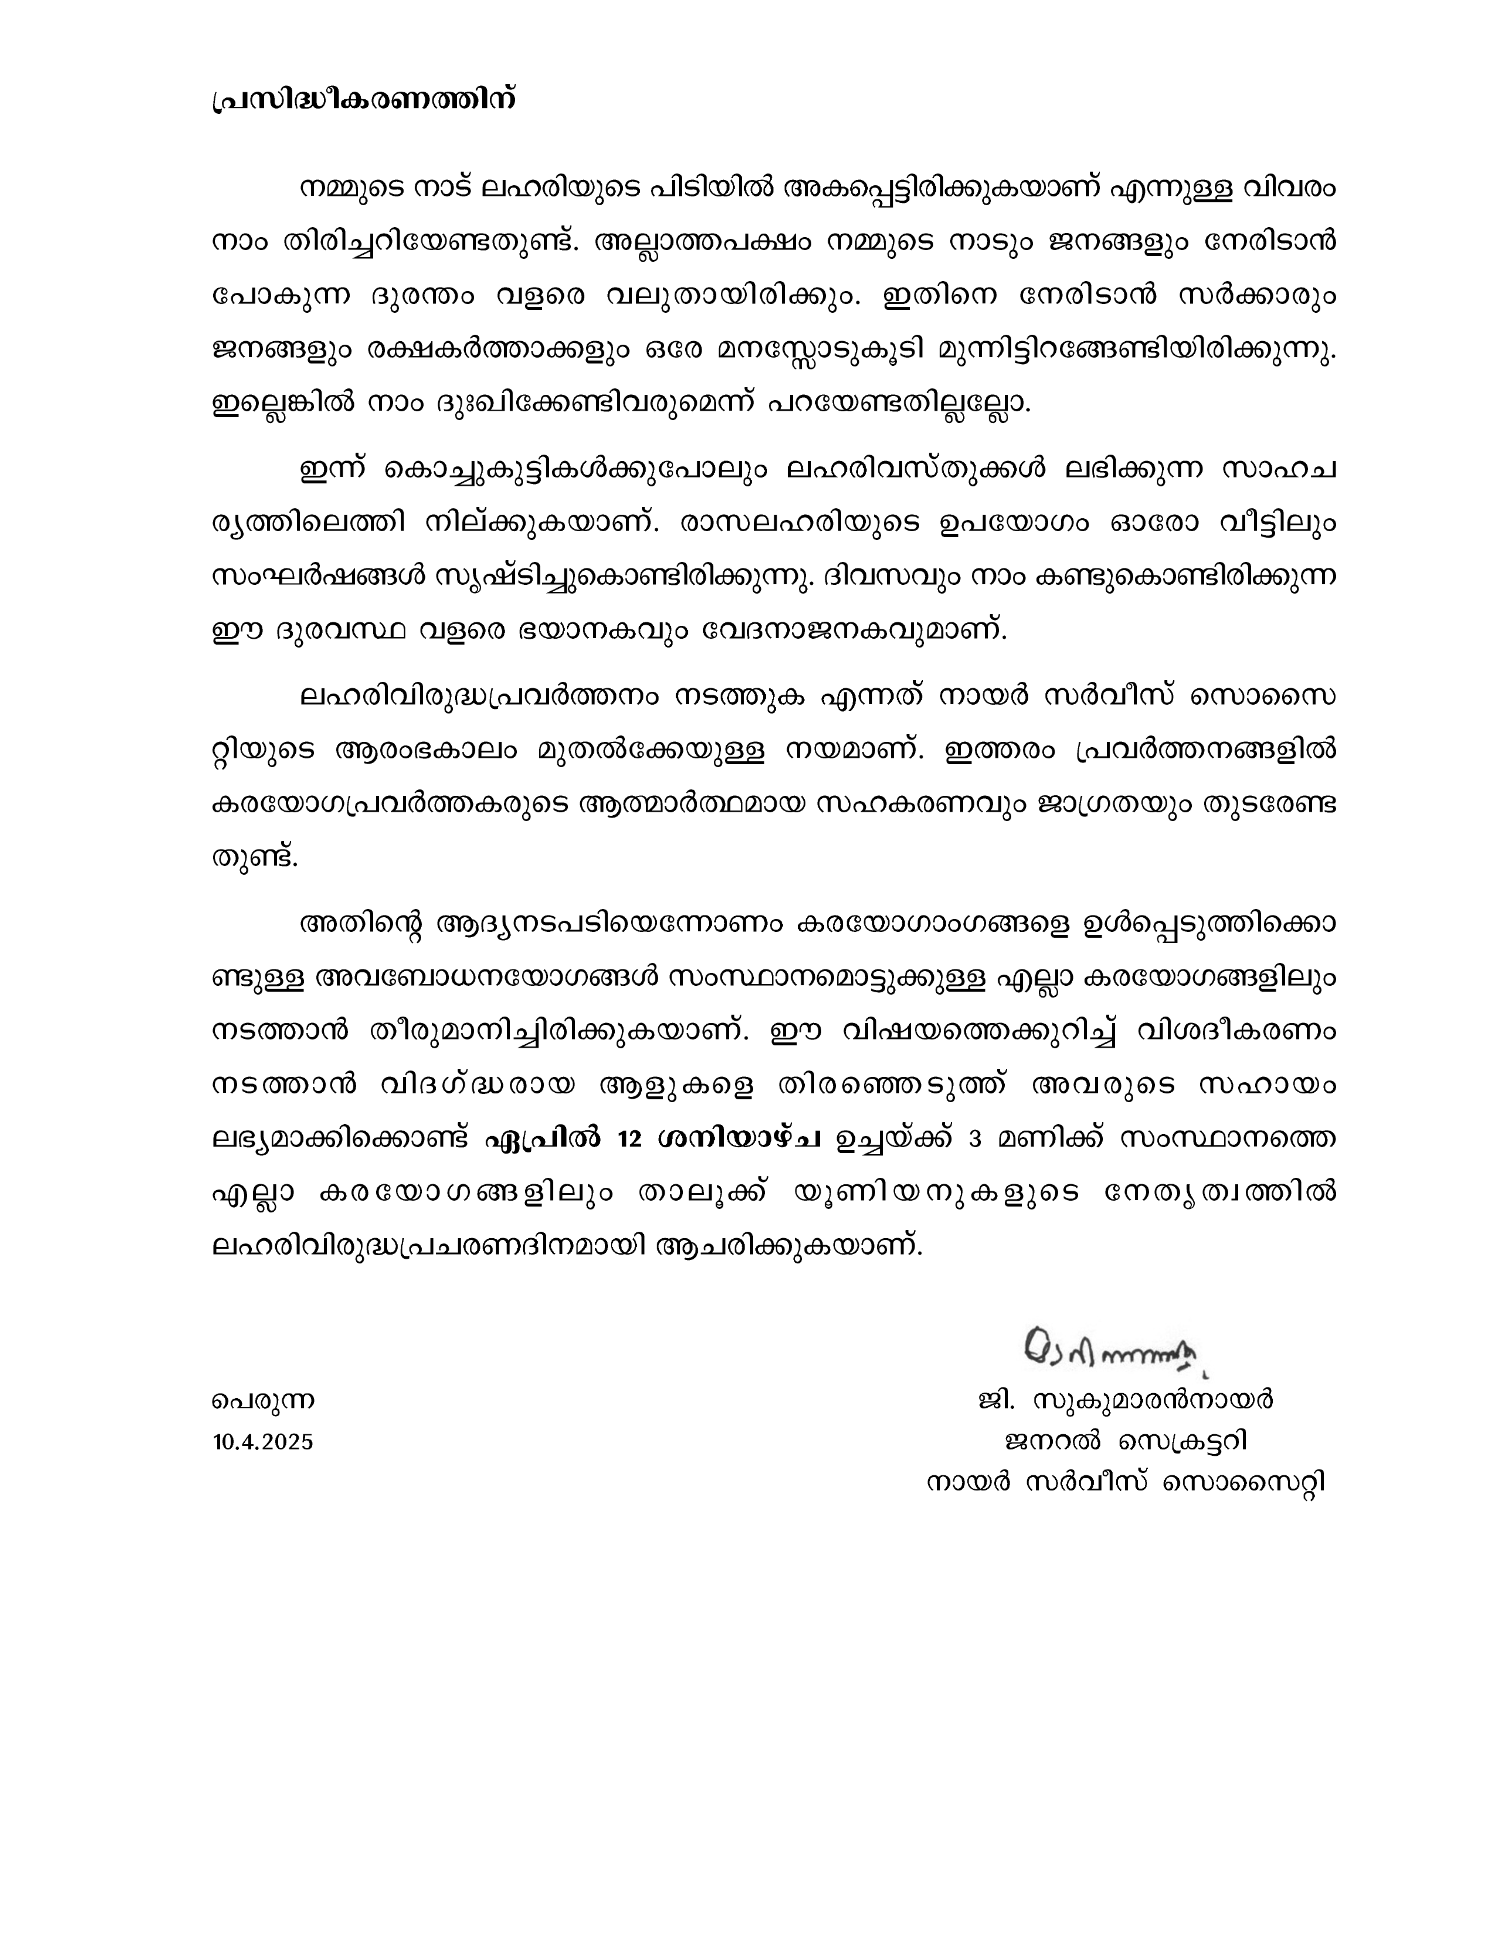 പ്രസിദ്ധീകരണത്തിന്
നമ്മുടെ നാട് ലഹരിയുടെ പിടിയിൽ അകപ്പെട്ടിരിക്കുകയാണ് എന്നുള്ള വിവരം
നാം തിരിച്ചറിയേണ്ടതുണ്ട്. അല്ലാത്തപക്ഷം നമ്മുടെ നാടും ജനങ്ങളും നേരിടാൻ
പോകുന്ന ദുരന്തം വളരെ വലുതായിരിക്കും. ഇതിനെ നേരിടാൻ സർക്കാരും
ജനങ്ങളും രക്ഷകർത്താക്കളും ഒരേ മനസ്സോടുകൂടി മുന്നിട്ടിറങ്ങേണ്ടിയിരിക്കുന്നു.
ഇല്ലെങ്കിൽ നാം ദുഃഖിക്കേണ്ടിവരുമെന്ന് പറയേണ്ടതില്ലല്ലോ.
ഇന്ന് കൊച്ചുകുട്ടികൾക്കുപോലും ലഹരിവസ്തുക്കൾ ലഭിക്കുന്ന സാഹച
ര്യത്തിലെത്തി നില്ക്കുകയാണ്. രാസലഹരിയുടെ ഉപയോഗം ഓരോ വീട്ടിലും
സംഘർഷങ്ങൾ സൃഷ്ടിച്ചുകൊണ്ടിരിക്കുന്നു. ദിവസവും നാം കണ്ടുകൊണ്ടിരിക്കുന്ന
ഈ ദുരവസ്ഥ വളരെ ഭയാനകവും വേദനാജനകവുമാണ്.
ലഹരിവിരുദ്ധപ്രവർത്തനം നടത്തുക എന്നത് നായർ സർവീസ് സൊസൈ
റ്റിയുടെ ആരംഭകാലം മുതൽക്കേയുള്ള നയമാണ്. ഇത്തരം പ്രവർത്തനങ്ങളിൽ
കരയോഗപ്രവർത്തകരുടെ ആത്മാർത്ഥമായ സഹകരണവും ജാഗ്രതയും തുടരേണ്ട
തുണ്ട്.
അതിന്റെ ആദ്യനടപടിയെന്നോണം കരയോഗാംഗങ്ങളെ ഉൾപ്പെടുത്തിക്കൊ
ണ്ടുള്ള അവബോധനയോഗങ്ങൾ സംസ്ഥാനമൊട്ടുക്കുള്ള എല്ലാ കരയോഗങ്ങളിലും
നടത്താൻ തീരുമാനിച്ചിരിക്കുകയാണ്. ഈ വിഷയത്തെക്കുറിച്ച് വിശദീകരണം
നടത്താൻ വിദഗ്ദ്ധരായ ആളുകളെ തിരഞ്ഞെടുത്ത് അവരുടെ സഹായം
ലഭ്യമാക്കിക്കൊണ്ട് ഏപ്രിൽ 12 ശനിയാഴ്ച ഉച്ചയ്ക്ക് 3 മണിക്ക് സംസ്ഥാനത്തെ
എല്ലാ കരയോഗങ്ങളിലും താലൂക്ക് യൂണിയനുകളുടെ നേതൃത്വത്തിൽ
ലഹരിവിരുദ്ധപ്രചരണദിനമായി ആചരിക്കുകയാണ്.
പെരുന്ന
10.4.2025
ജി. സുകുമാരൻനായർ
ജനറൽ സെക്രട്ടറി
നായർ സർവീസ് സൊസൈറ്റി